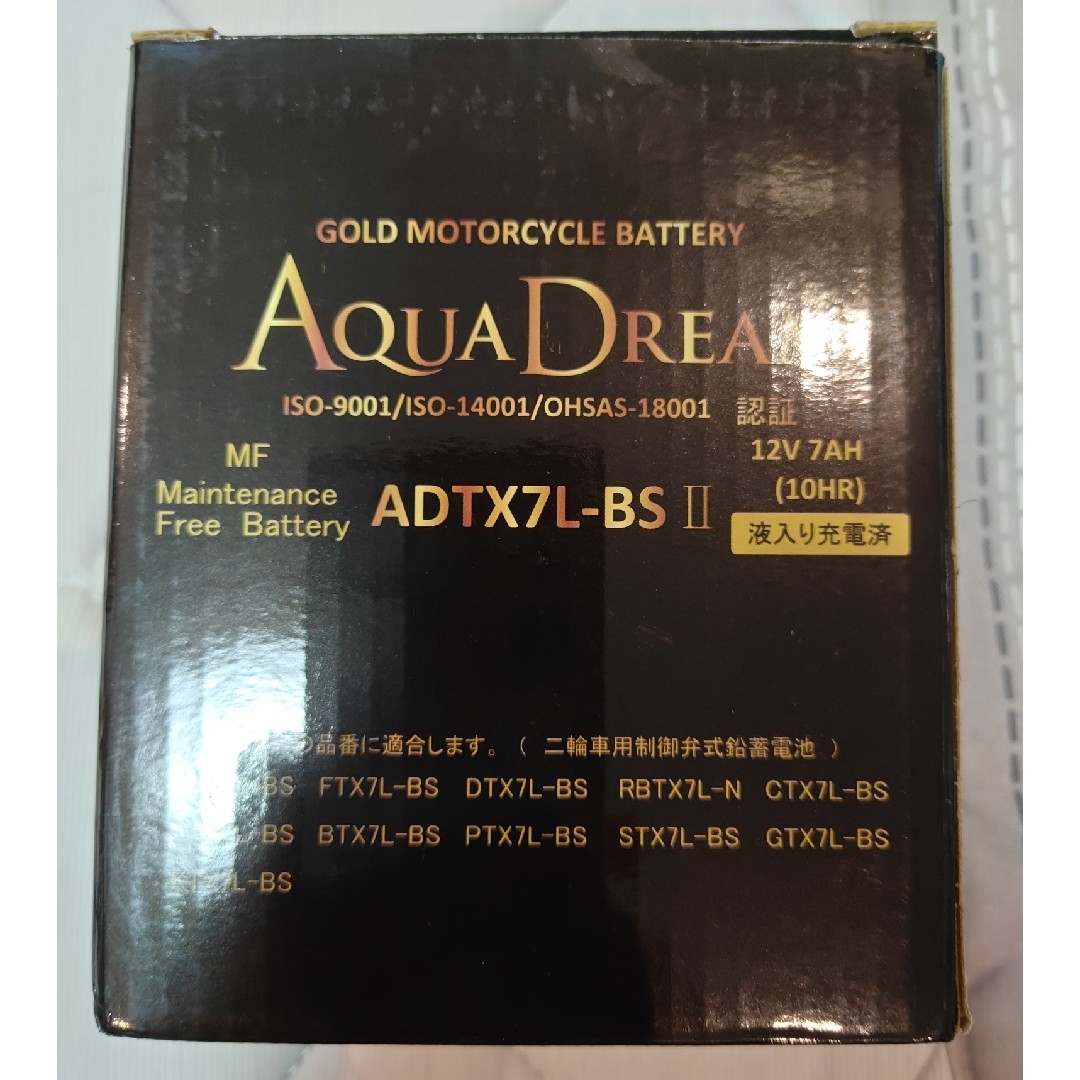 GOLD MOTORCYCLE BATTERY
AQUA DREA
ISO-9001/ISO-14001/OHSAS-18001 認証
MF
Maintenance
Free Battery
ADTX7L-BS Ⅱ
12V 7AH
(10HR)
液入り充電済
品番に適合します。( 二輪車用制御弁式鉛蓄電池 )
BS FTX7L-BS DTX7L-BS RBTX7L-N CTX7L-BS
BS BTX7L-BS PTX7L-BS STX7L-BS GTX7L-BS
7L-BS